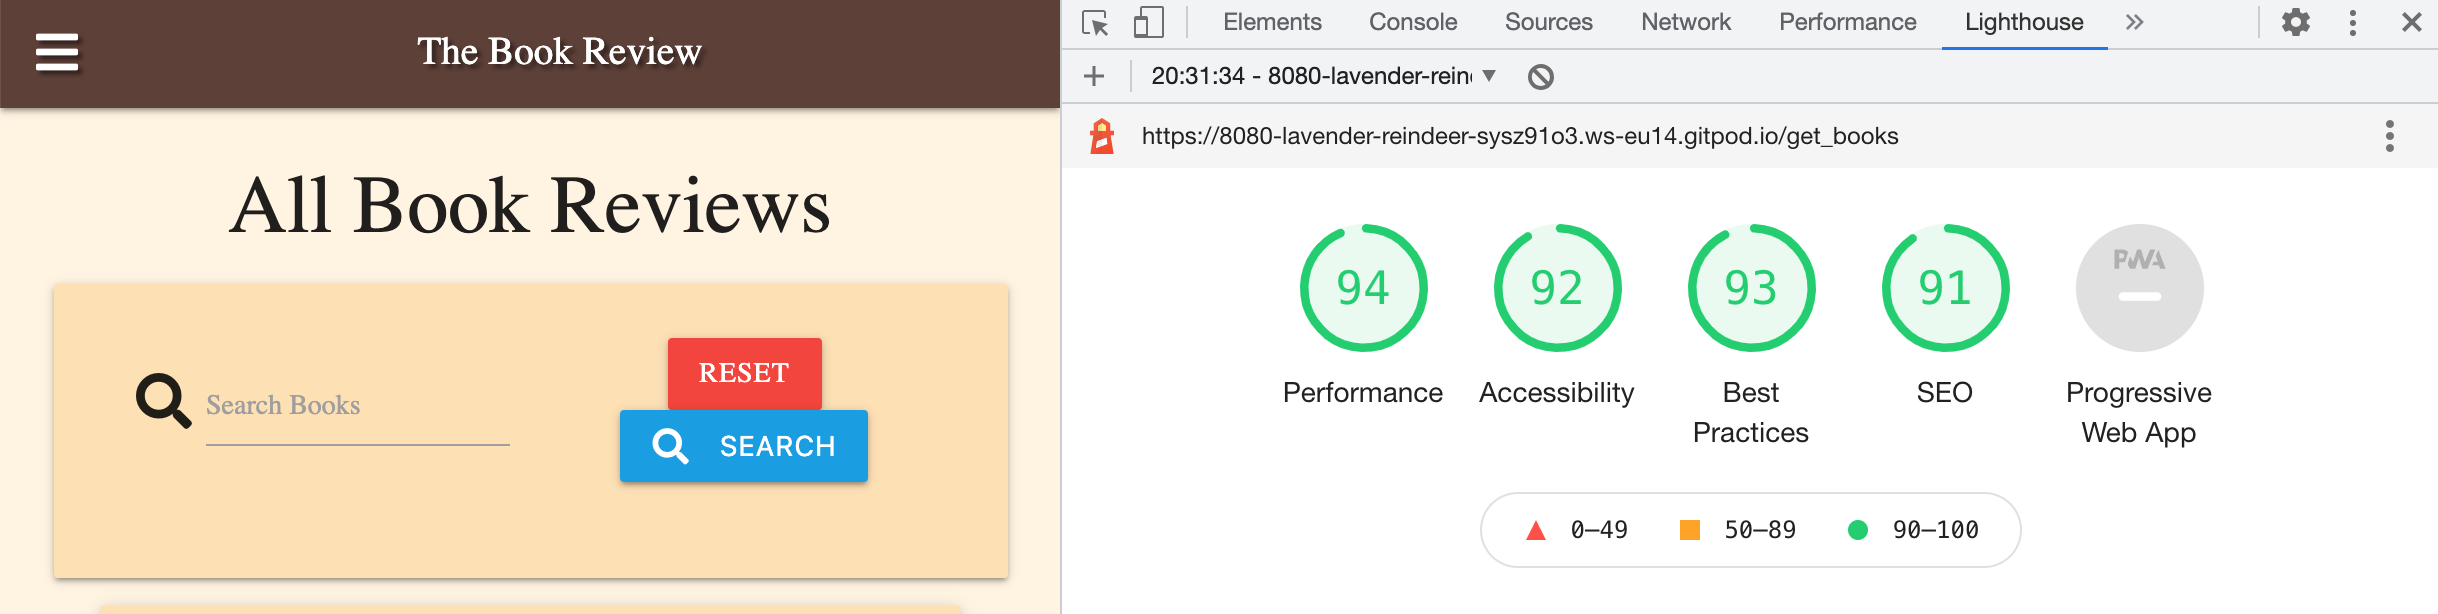 The Book Review
All Book Reviews
Search Books
RESET
SEARCH
Elements Console Sources Network Performance Lighthouse
20:31:34 - 8080-lavender-rein
https://8080-lavender-reindeer-sysz91o3.ws-eu14.gitpod.io/get_books
94 92 93 91 PWA
Performance Accessibility Best Practices SEO Progressive Web App
0–49 50–89 90–100